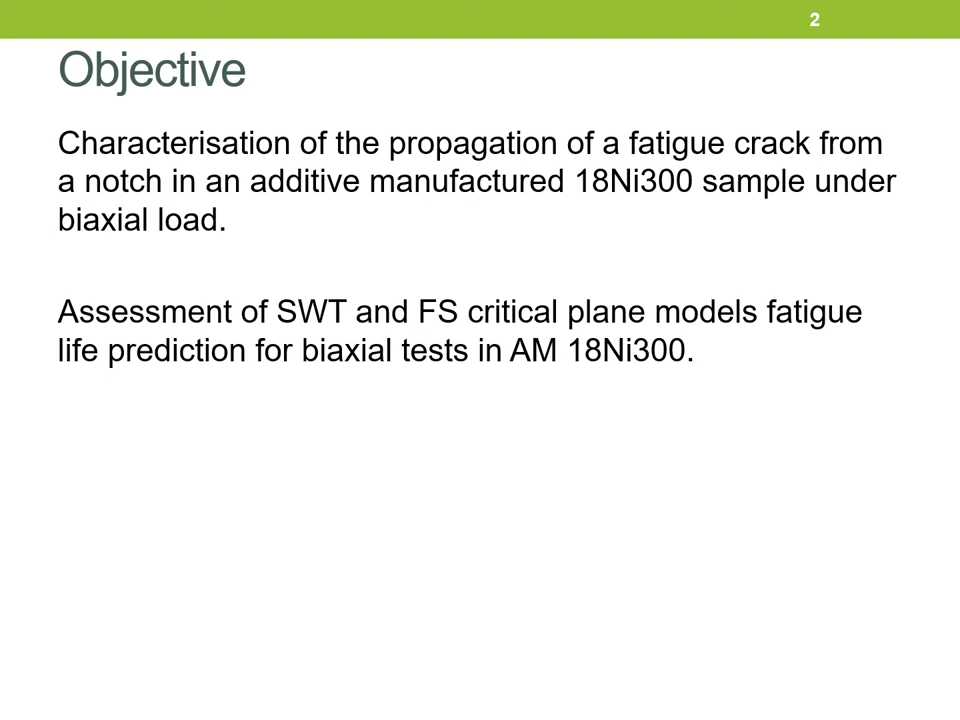 2
Objective
Characterisation of the propagation of a fatigue crack from
a notch in an additive manufactured 18Ni300 sample under
biaxial load.
Assessment of SWT and FS critical plane models fatigue
life prediction for biaxial tests in AM 18Ni300.